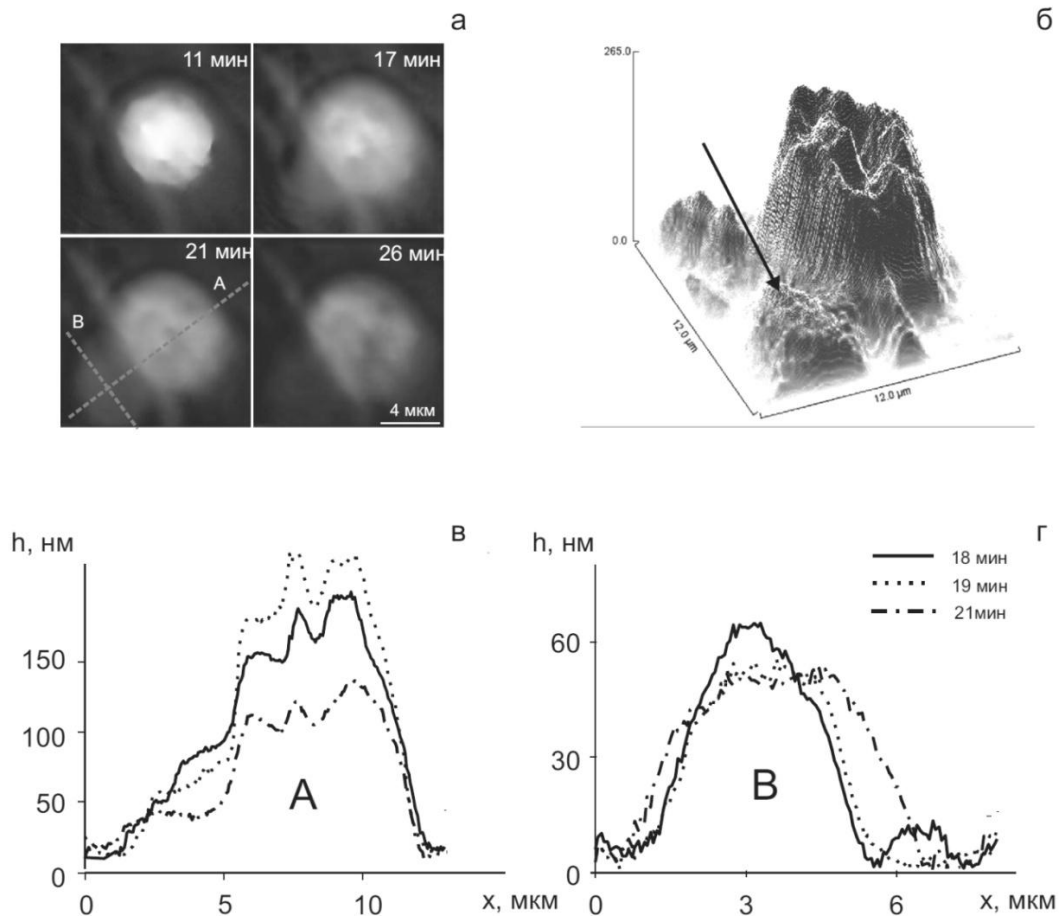 а
б
11 мин
17 мин
21 мин
26 мин
A
B
4 мкм
265.0
0.0
12.0 µm
12.0 µm
h, нм
в
150
100
50
0
A
0
5
10
x, мкм
h, нм
г
18 мин
19 мин
21мин
60
30
0
B
0
3
6
x, мкм